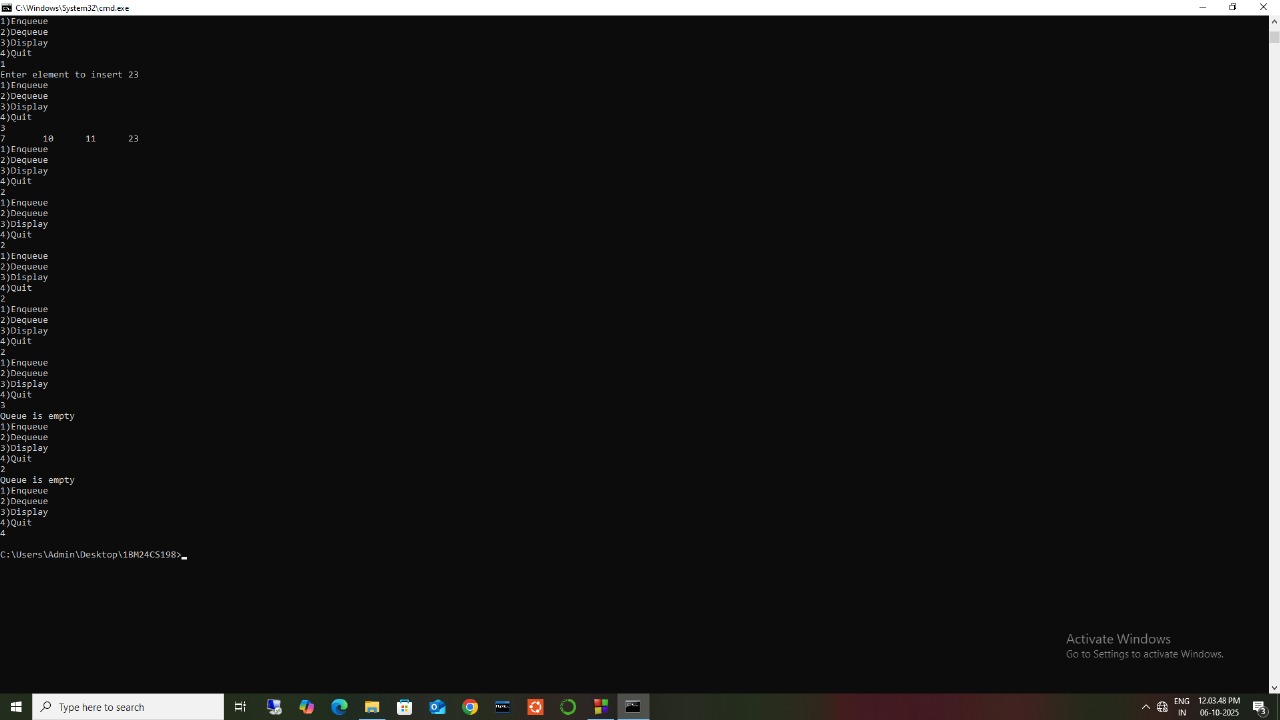 C:\Windows\System32\cmd.exe
1)Enqueue
2)Dequeue
3)Display
4)Quit
1
Enter element to insert 23
1)Enqueue
2)Dequeue
3)Display
4)Quit
3
7 10 11 23
1)Enqueue
2)Dequeue
3)Display
4)Quit
2
1)Enqueue
2)Dequeue
3)Display
4)Quit
2
1)Enqueue
2)Dequeue
3)Display
4)Quit
2
1)Enqueue
2)Dequeue
3)Display
4)Quit
2
1)Enqueue
2)Dequeue
3)Display
4)Quit
3
Queue is empty
1)Enqueue
2)Dequeue
3)Display
4)Quit
2
Queue is empty
1)Enqueue
2)Dequeue
3)Display
4)Quit
4
C:\Users\Admin\Desktop\1BM24CS198>
Activate Windows
Go to Settings to activate Windows.
Type here to search
ENG
IN
12.03.48 PM
06-10-2025
3